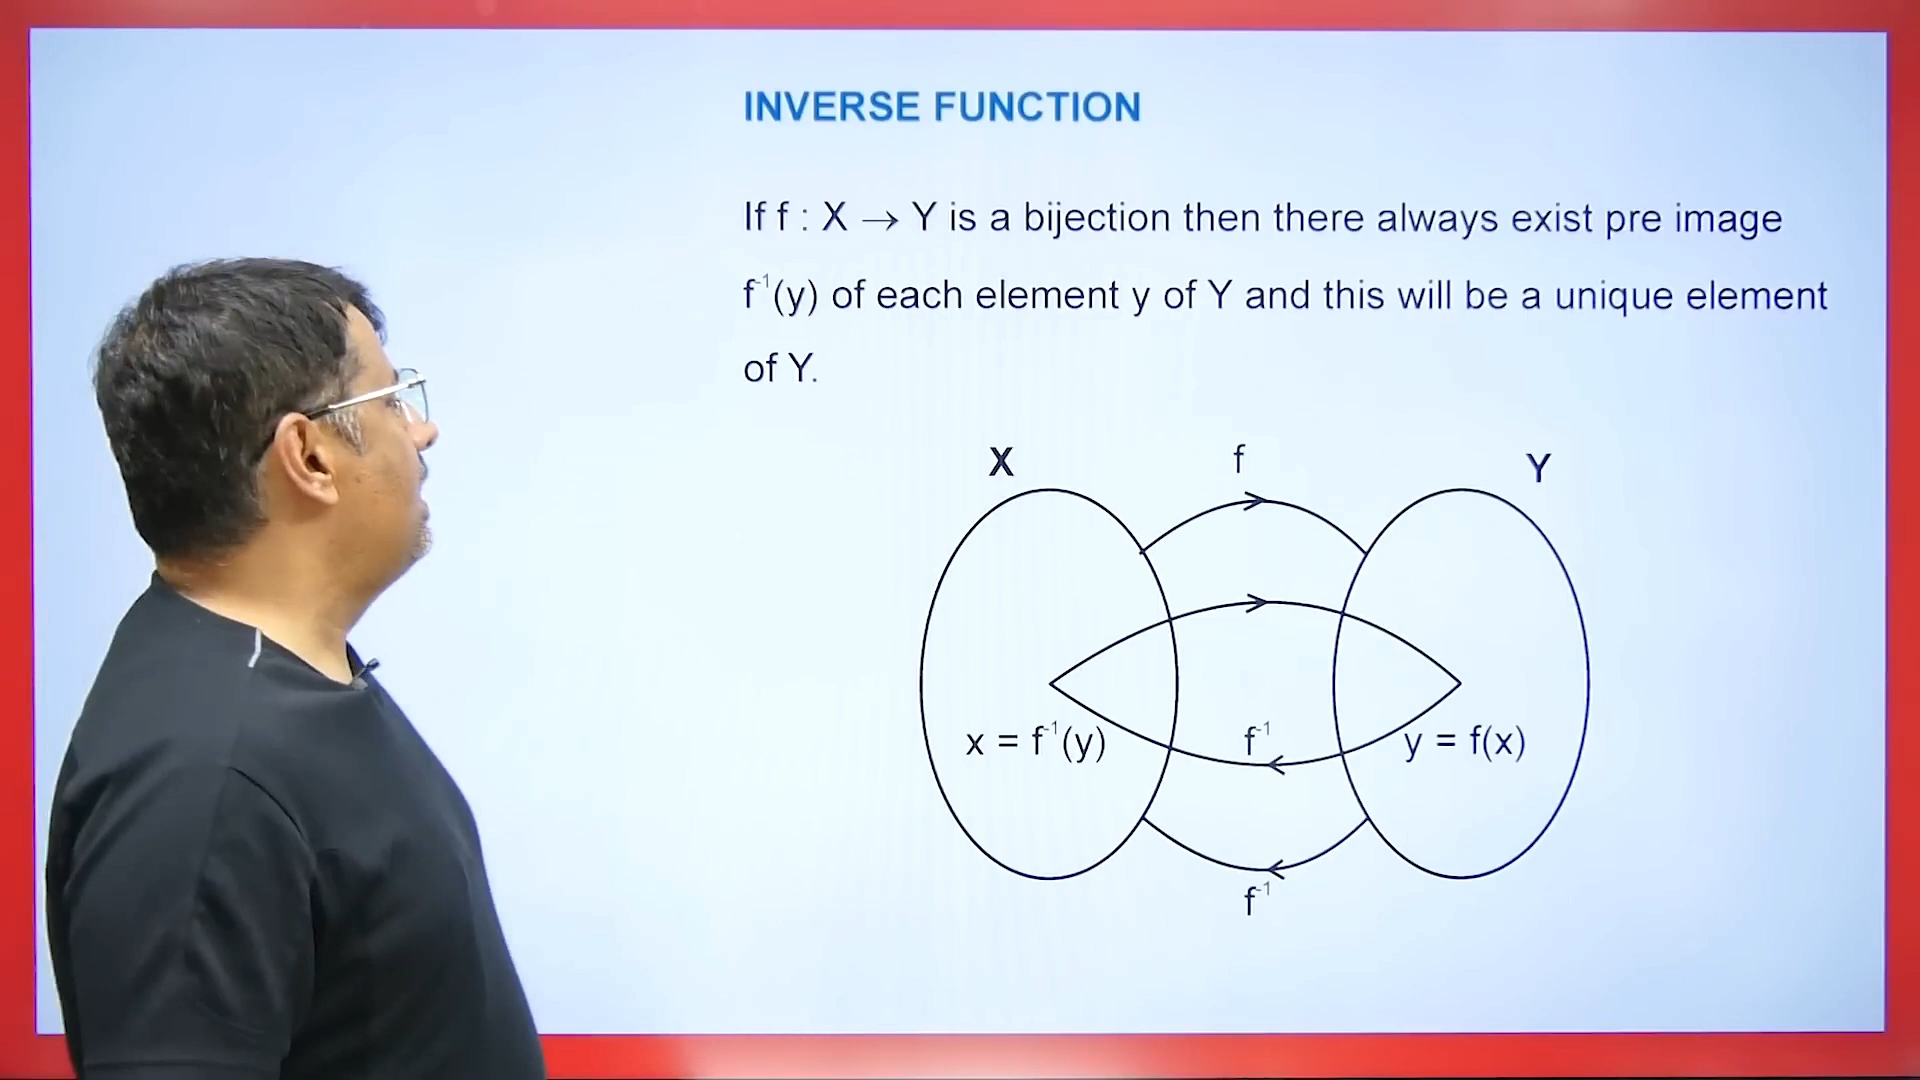 INVERSE FUNCTION
If f : X → Y is a bijection then there always exist pre image
f⁻¹(y) of each element y of Y and this will be a unique element
of Y.
X f Y
x = f⁻¹(y) f⁻¹ y = f(x)
f⁻¹